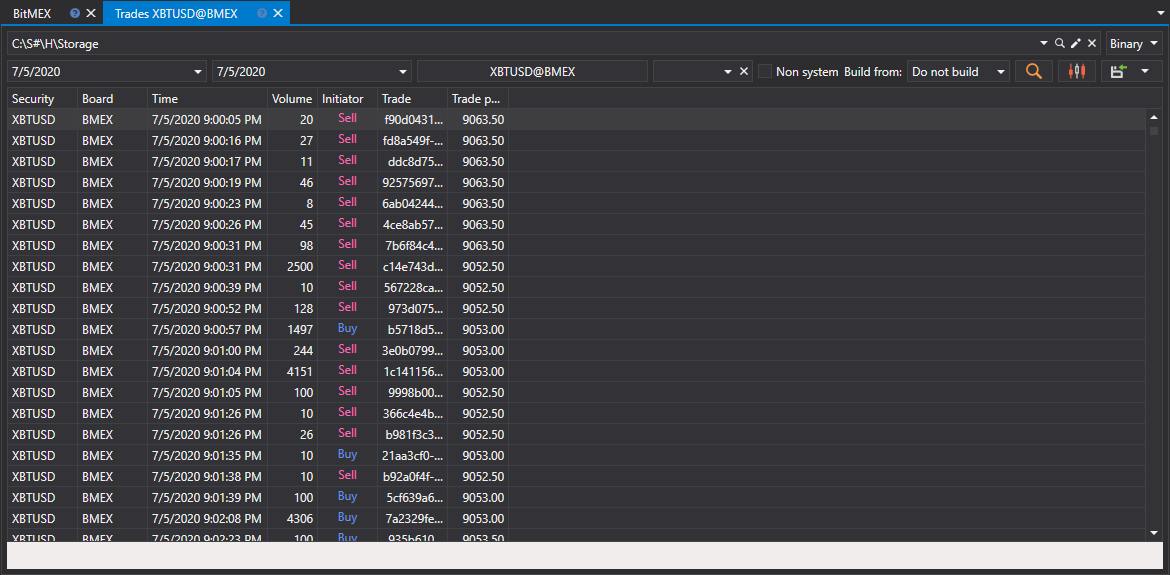 BitMEX ? Trades XBTUSD@BMEX ?
C:\S#\H\Storage Binary
7/5/2020 7/5/2020 XBTUSD@BMEX Non system Build from: Do not build
Security Board Time Volume Initiator Trade Trade p...
XBTUSD BMEX 7/5/2020 9:00:05 PM 20 Sell f90d0431... 9063.50
XBTUSD BMEX 7/5/2020 9:00:16 PM 27 Sell fd8a549f-... 9063.50
XBTUSD BMEX 7/5/2020 9:00:17 PM 11 Sell ddc8d75... 9063.50
XBTUSD BMEX 7/5/2020 9:00:19 PM 46 Sell 92575697... 9063.50
XBTUSD BMEX 7/5/2020 9:00:23 PM 8 Sell 6ab04244... 9063.50
XBTUSD BMEX 7/5/2020 9:00:26 PM 45 Sell 4ce8ab57... 9063.50
XBTUSD BMEX 7/5/2020 9:00:31 PM 98 Sell 7b6f84c4... 9063.50
XBTUSD BMEX 7/5/2020 9:00:31 PM 2500 Sell c14e743d... 9052.50
XBTUSD BMEX 7/5/2020 9:00:39 PM 10 Sell 567228ca... 9052.50
XBTUSD BMEX 7/5/2020 9:00:52 PM 128 Sell 973d075... 9052.50
XBTUSD BMEX 7/5/2020 9:00:57 PM 1497 Buy b5718d5... 9053.00
XBTUSD BMEX 7/5/2020 9:01:00 PM 244 Sell 3e0b0799... 9053.00
XBTUSD BMEX 7/5/2020 9:01:04 PM 4151 Sell 1c141156... 9053.00
XBTUSD BMEX 7/5/2020 9:01:05 PM 100 Sell 9998b00... 9052.50
XBTUSD BMEX 7/5/2020 9:01:26 PM 10 Sell 366c4e4b... 9052.50
XBTUSD BMEX 7/5/2020 9:01:26 PM 26 Sell b981f3c3... 9052.50
XBTUSD BMEX 7/5/2020 9:01:35 PM 10 Buy 21aa3cf0-... 9053.00
XBTUSD BMEX 7/5/2020 9:01:38 PM 10 Sell b92a0f4f-... 9052.50
XBTUSD BMEX 7/5/2020 9:01:39 PM 100 Buy 5cf639a6... 9053.00
XBTUSD BMEX 7/5/2020 9:02:08 PM 4306 Buy 7a2329fe... 9053.00
XBTUSD BMEX 7/5/2020 9:02:23 PM 100 Buy 935b610... 9053.50